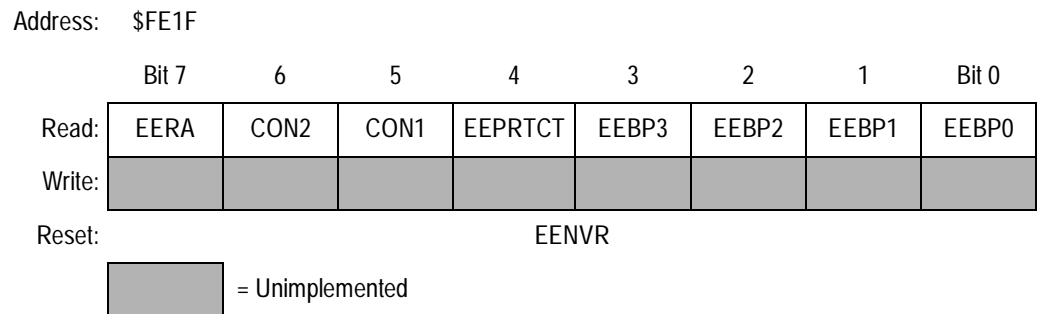 Address: $FE1F
Bit 7 6 5 4 3 2 1 Bit 0
Read: EERA CON2 CON1 EEPRTCT EEBP3 EEBP2 EEBP1 EEBP0
Write:
Reset: EENVR
= Unimplemented